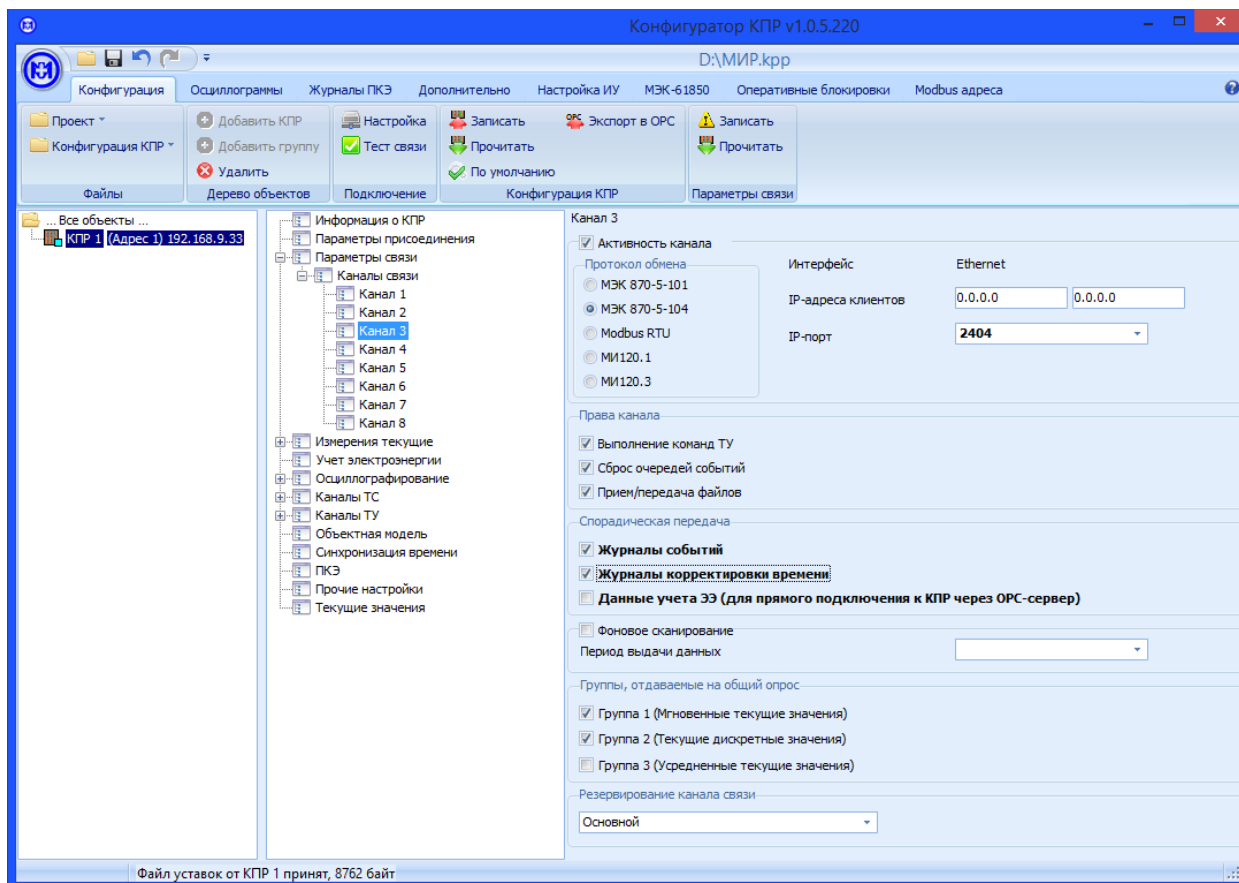 Конфигуратор КПР v1.0.5.220
D:\МИР.kpp
Конфигурация Осциллограммы Журналы ПКЭ Дополнительно Настройка ИУ МЭК-61850 Оперативные блокировки Modbus адреса
Проект
Конфигурация КПР
Файлы
Добавить КПР
Добавить группу
Удалить
Дерево объектов
Настройка
Тест связи
Подключение
Записать
Прочитать
По умолчанию
OPC Экспорт в OPC
Конфигурация КПР
Записать
Прочитать
Параметры связи
... Все объекты ...
КПР 1 (Адрес 1) 192.168.9.33
Информация о КПР
Параметры присоединения
Параметры связи
Каналы связи
Канал 1
Канал 2
Канал 3
Канал 4
Канал 5
Канал 6
Канал 7
Канал 8
Измерения текущие
Учет электроэнергии
Осциллографирование
Каналы ТС
Каналы ТУ
Объектная модель
Синхронизация времени
ПКЭ
Прочие настройки
Текущие значения
Канал 3
Активность канала
Протокол обмена
МЭК 870-5-101
МЭК 870-5-104
Modbus RTU
МИ120.1
МИ120.3
Интерфейс Ethernet
IP-адреса клиентов 0.0.0.0 0.0.0.0
IP-порт 2404
Права канала
Выполнение команд ТУ
Сброс очередей событий
Прием/передача файлов
Спорадическая передача
Журналы событий
Журналы корректировки времени
Данные учета ЭЭ (для прямого подключения к КПР через OPC-сервер)
Фоновое сканирование
Период выдачи данных
Группы, отдаваемые на общий опрос
Группа 1 (Мгновенные текущие значения)
Группа 2 (Текущие дискретные значения)
Группа 3 (Усредненные текущие значения)
Резервирование канала связи
Основной
Файл уставок от КПР 1 принят, 8762 байт